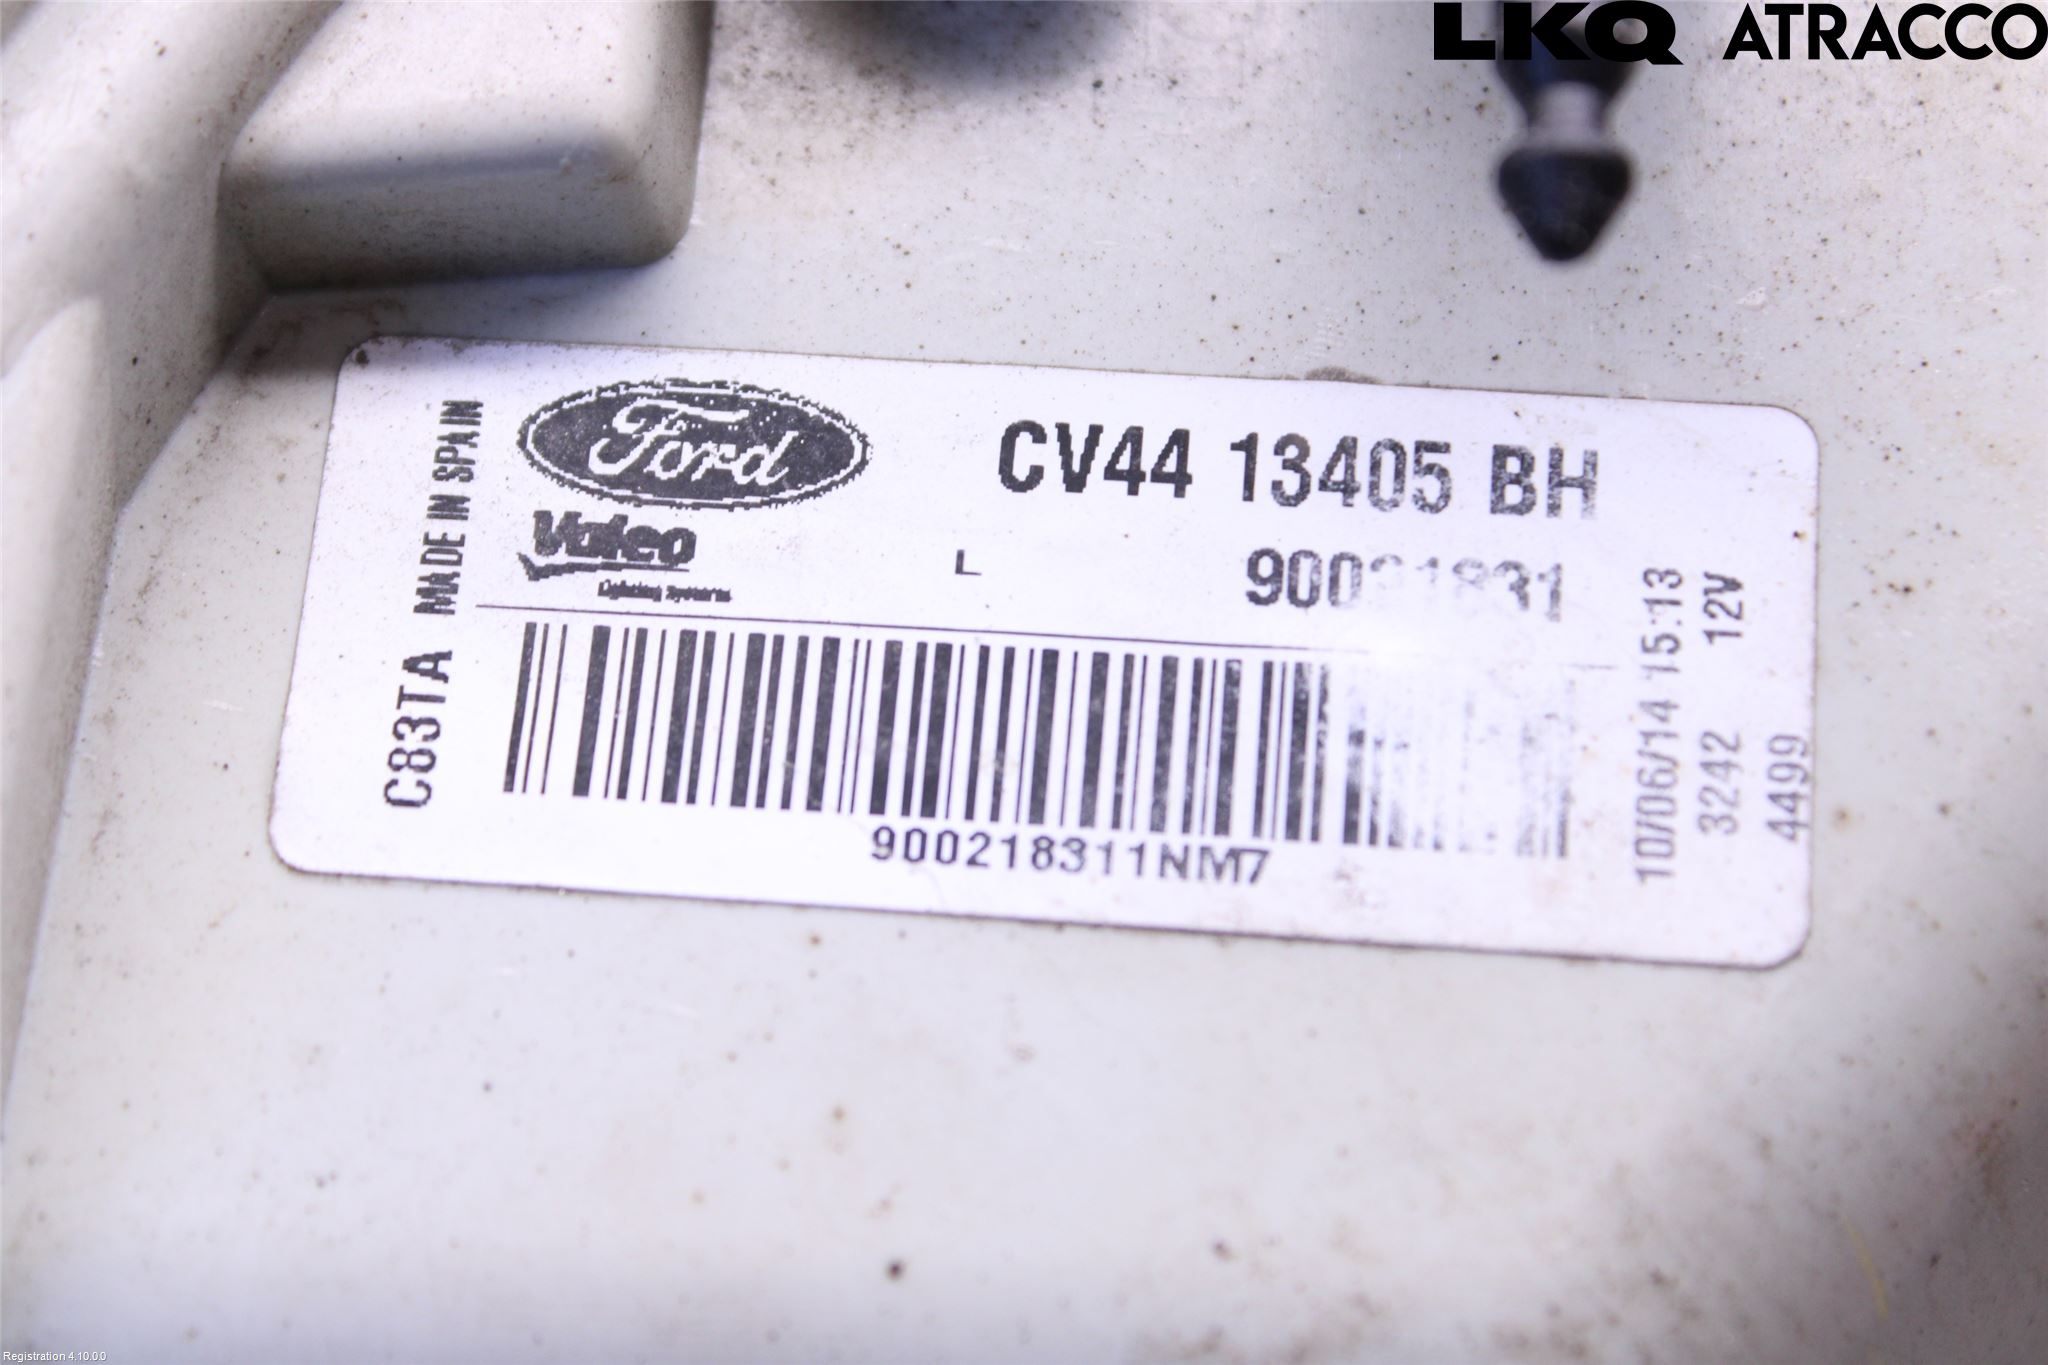 LKQ ATRACCO
MADE IN SPAIN
Ford
CV44 13405 BH
Valeo
Lighting Systems
L
90021831
C83TA
900218311NM7
10/06/14 15:13
3242 12V
4499
Registration 4.10.0.0